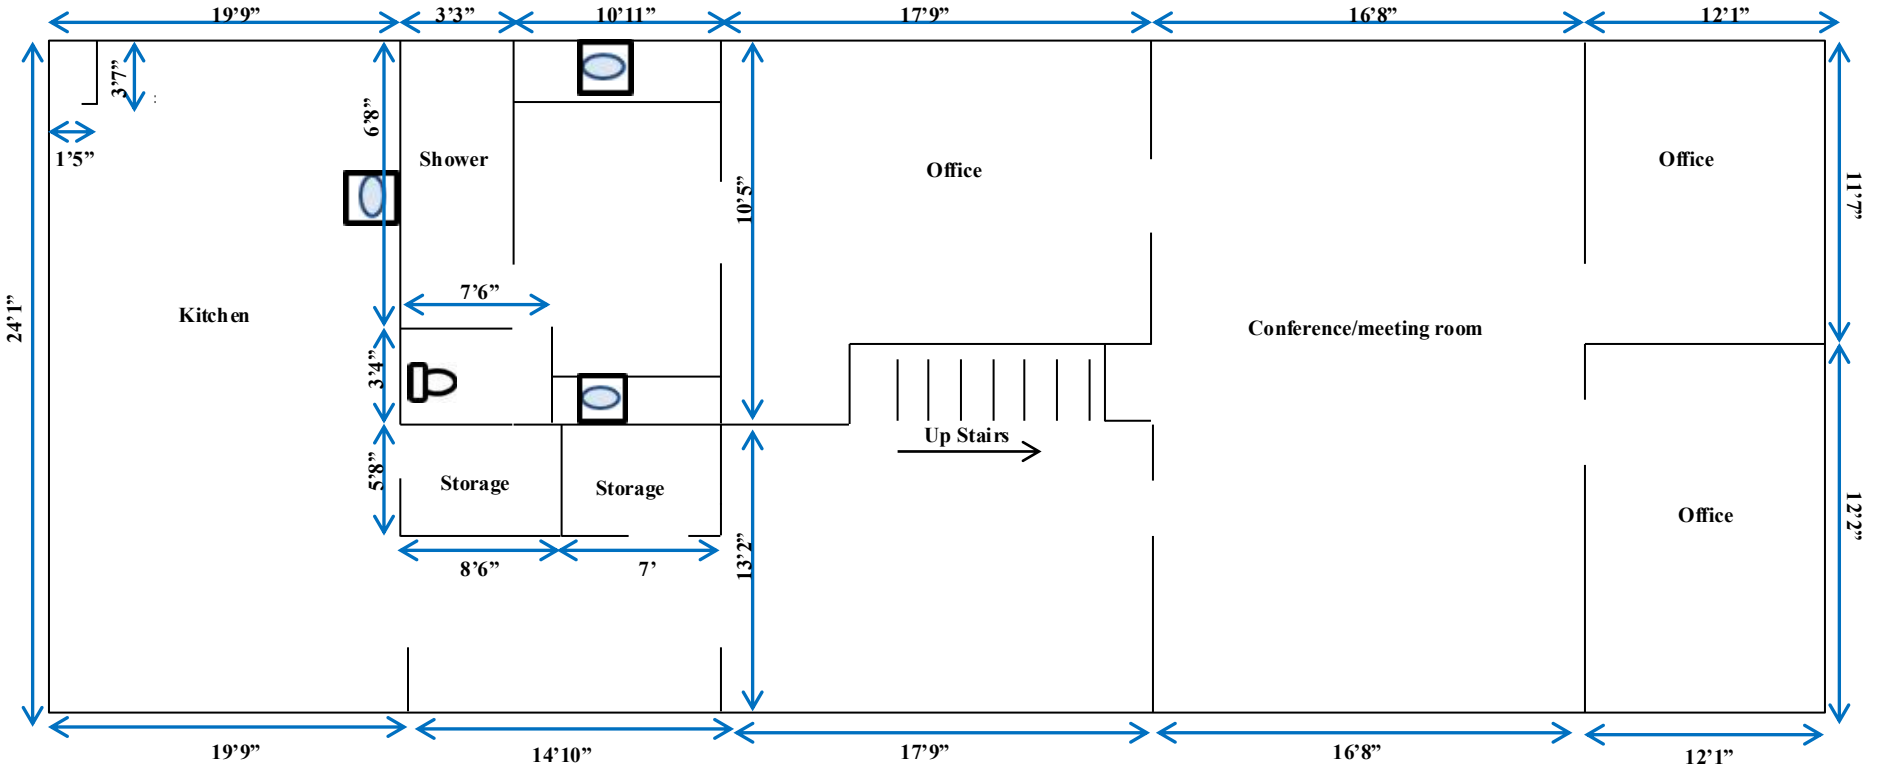 19’9”
3’3”
10’11”
17’9”
16’8”
12’1”
3’7”
:
6’8”
1’5”
Shower
Office
Office
10’5”
11’7”
24’1”
Kitchen
7’6”
Conference/meeting room
3’4”
Up Stairs
5’8”
Storage
Storage
Office
12’2”
8’6”
7’
13’2”
19’9”
14’10”
17’9”
16’8”
12’1”